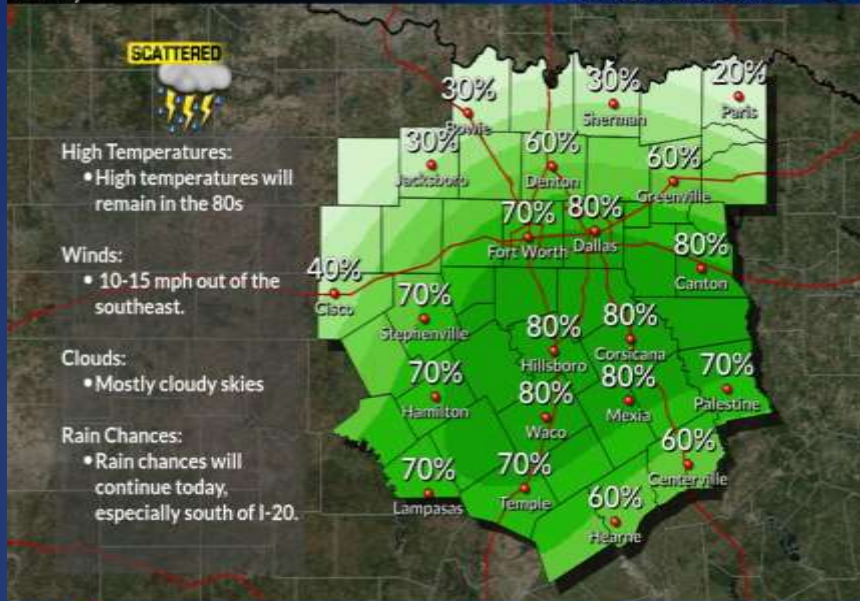 SCATTERED
High Temperatures:
• High temperatures will
remain in the 80s
Winds:
• 10-15 mph out of the
southeast.
Clouds:
• Mostly cloudy skies
Rain Chances:
• Rain chances will
continue today,
especially south of I-20.
20%
Paris
30%
Bowie
30%
Sherman
30%
Jacksboro
60%
Denton
60%
Greenville
70%
Fort Worth
80%
Dallas
80%
Canton
40%
Cisco
70%
Stephenville
80%
Hillsboro
80%
Corsicana
70%
Hamilton
80%
Waco
80%
Mexia
70%
Palestine
70%
Lampasas
70%
Temple
60%
Centerville
60%
Hearne